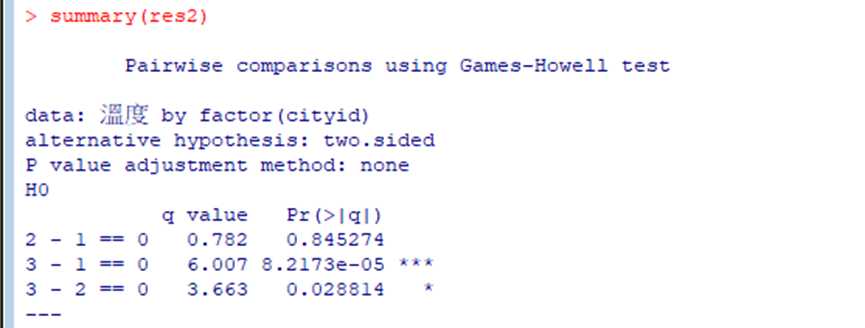 > summary(res2)
Pairwise comparisons using Games-Howell test
data: 溫度 by factor(cityid)
alternative hypothesis: two.sided
P value adjustment method: none
H0
q value Pr(>|q|)
2 - 1 == 0 0.782 0.845274
3 - 1 == 0 6.007 8.2173e-05 ***
3 - 2 == 0 3.663 0.028814 *
---